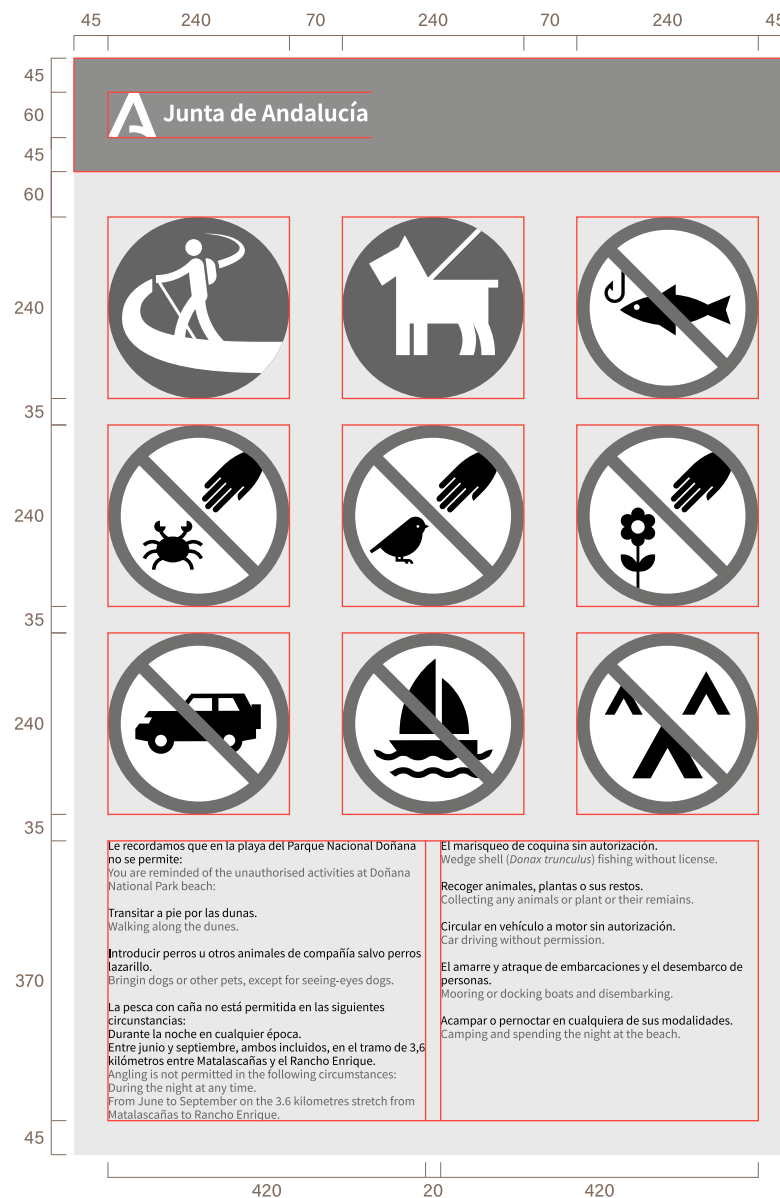 45 240 70 240 70 240 45
45
60
45
60
240
35
240
35
240
35
370
45
Junta de Andalucía
Le recordamos que en la playa del Parque Nacional Doñana
no se permite:
You are reminded of the unauthorised activities at Doñana
National Park beach:
Transitar a pie por las dunas.
Walking along the dunes.
Introducir perros u otros animales de compañía salvo perros
lazarillo.
Bringin dogs or other pets, except for seeing-eyes dogs.
La pesca con caña no está permitida en las siguientes
circunstancias:
Durante la noche en cualquier época.
Entre junio y septiembre, ambos incluidos, en el tramo de 3,6
kilómetros entre Matalascañas y el Rancho Enrique.
Angling is not permitted in the following circumstances:
During the night at any time.
From June to September on the 3.6 kilometres stretch from
Matalascañas to Rancho Enrique.
El marisqueo de coquina sin autorización.
Wedge shell (Donax trunculus) fishing without license.
Recoger animales, plantas o sus restos.
Collecting any animals or plant or their remiains.
Circular en vehículo a motor sin autorización.
Car driving without permission.
El amarre y atraque de embarcaciones y el desembarco de
personas.
Mooring or docking boats and disembarking.
Acampar o pernoctar en cualquiera de sus modalidades.
Camping and spending the night at the beach.
420 20 420